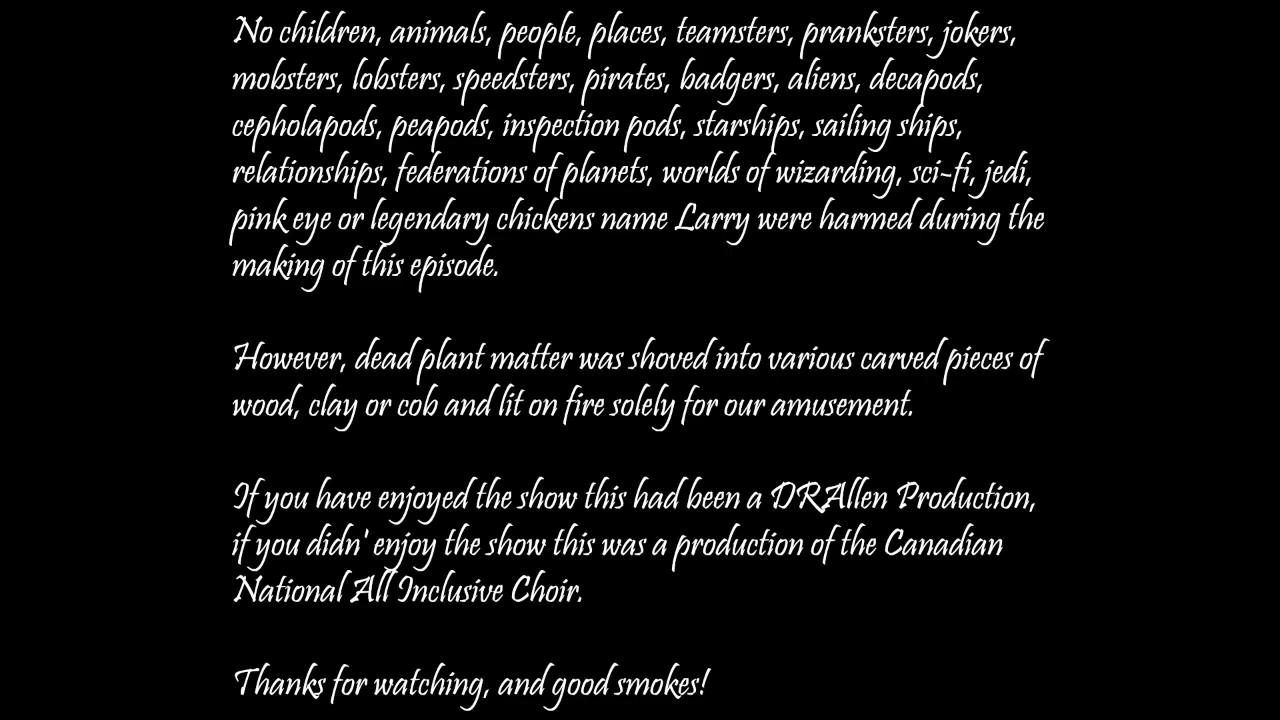 No children, animals, people, places, teamsters, pranksters, jokers,
mobsters, lobsters, speedsters, pirates, badgers, aliens, decapods,
cepholapods, peapods, inspection pods, starships, sailing ships,
relationships, federations of planets, worlds of wizarding, sci-fi, jedi,
pink eye or legendary chickens name Larry were harmed during the
making of this episode.
However, dead plant matter was shoved into various carved pieces of
wood, clay or cob and lit on fire solely for our amusement.
If you have enjoyed the show this had been a DRAllen Production,
if you didn' enjoy the show this was a production of the Canadian
National All Inclusive Choir.
Thanks for watching, and good smokes!